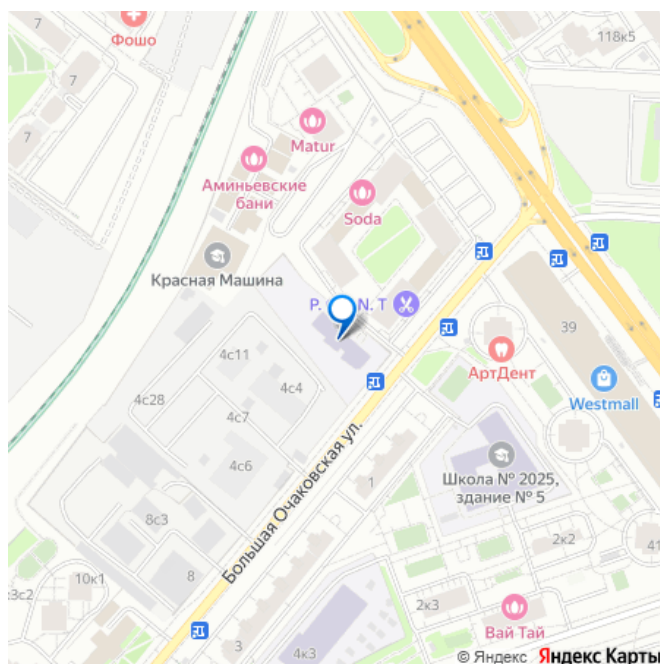 Фошо
7
7
7
118к5
Matur
Аминьевские
бани
Soda
Красная Машина
P.
N. T
39
АртДент
Westmall
4с11
4с4
4с28
4с7
4с6
Школа № 2025,
здание № 5
1
Большая Очаковская ул.
8с3
2к2
41
10к1
8
3с2
2к3
Вай Тай
3
4к3
© Яндекс Яндекс Карты